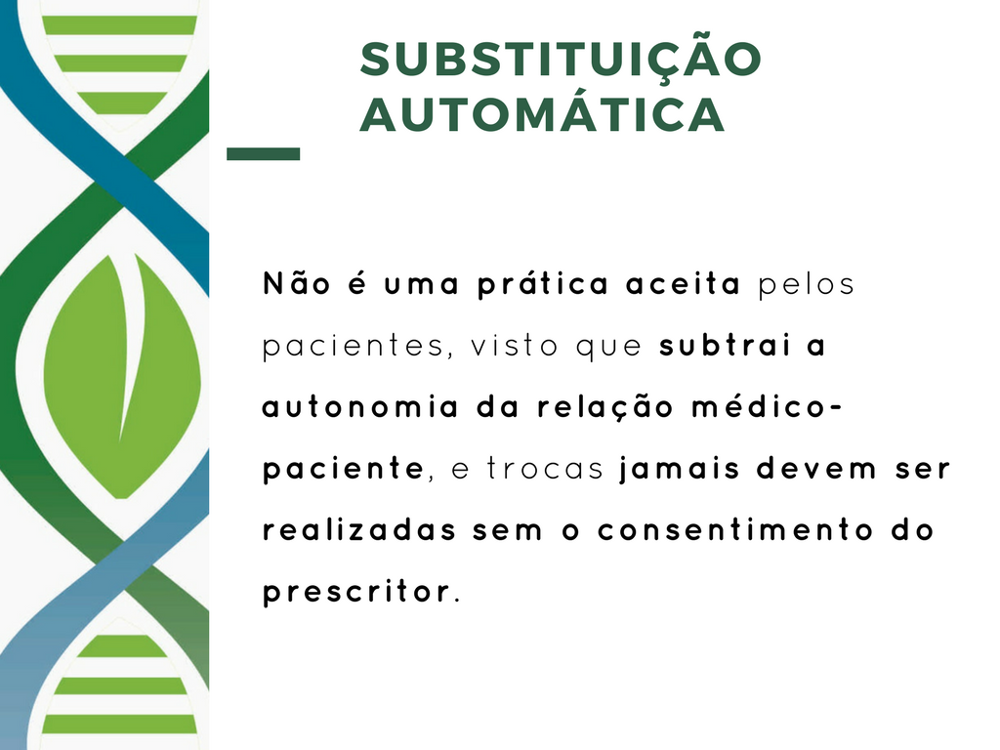 SUBSTITUIÇÃO
AUTOMÁTICA
Não é uma prática aceita pelos
pacientes, visto que subtrai a
autonomia da relação médico-
paciente, e trocas jamais devem ser
realizadas sem o consentimento do
prescritor.